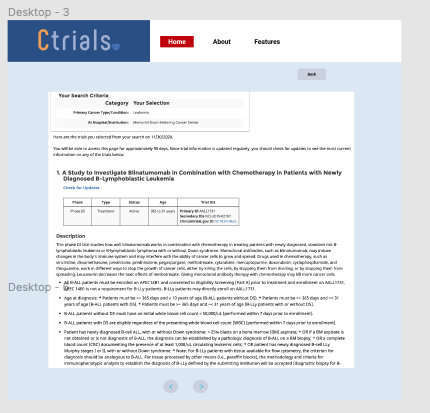 Desktop - 3
Ctrials
Home About Features
Back
Your Search Criteria
Category Your Selection
Primary Cancer Type/Condition: Leukemia
At Hospital/Institution: Memorial Sloan Kettering Cancer Center
Here are the trials you selected from your search on 11/30/2020.
You will be able to access this page for approximately 90 days. Since trial information is updated regularly, you should check for updates to see the most current
information on any of the trials below.
1. A Study to Investigate Blinatumomab in Combination with Chemotherapy in Patients with Newly
Diagnosed B-Lymphoblastic Leukemia
Check for Updates
Phase Type Status Age Trial IDs
Phase III Treatment Active 365 to 31 years Primary ID AALL1731
Secondary IDs NCI-2019-02187
Clinicaltrials.gov ID
Description
This phase III trial studies how well blinatumomab works in combination with chemotherapy in treating patients with newly diagnosed, standard risk B-
lymphoblastic leukemia or B-lymphoblastic lymphoma with or without Down syndrome. Monoclonal antibodies, such as blinatumomab, may induce
changes in the body's immune system and may interfere with the ability of cancer cells to grow and spread. Drugs used in chemotherapy, such as
vincristine, dexamethasone, prednisone, prednisolone, pegaspargase, methotrexate, cytarabine, mercaptopurine, doxorubicin, cyclophosphamide, and
thioguanine, work in different ways to stop the growth of cancer cells, either by killing the cells, by stopping them from dividing, or by stopping them from
spreading. Leucovorin decreases the toxic effects of methotrexate. Giving monoclonal antibody therapy with chemotherapy may kill more cancer cells.
Desktop -
All B-ALL patients must be enrolled on APEC14B1 and consented to Eligibility Screening (Part A) prior to treatment and enrollment on AALL1731.
APEC 14B1 is not a requirement for B-LLy patients. B-LLy patients may directly enroll on AALL1731.
Age at diagnosis: * Patients must be >= 365 days and < 10 years of age (B-ALL patients without DS). * Patients must be >= 365 days and =< 31
years of age (B-ALL patients with DS). * Patients must be >= 365 days and =< 31 years of age (B-LLy patients with or without DS).
B-ALL patients without DS must have an initial white blood cell count < 50,000/uL (performed within 7 days prior to enrollment).
B-ALL patients with DS are eligible regardless of the presenting white blood cell count (WBC) (performed within 7 days prior to enrollment).
Patient has newly diagnosed B-cell ALL, with or without Down syndrome: > 25% blasts on a bone marrow (BM) aspirate; * OR if a BM aspirate is
not obtained or is not diagnostic of B-ALL, the diagnosis can be established by a pathologic diagnosis of B-ALL on a BM biopsy; * OR a complete
blood count (CBC) documenting the presence of at least 1,000/uL circulating leukemic cells; * OR patient has newly diagnosed B-cell LLy
Murphy stages I or II, with or without Down syndrome. * Note: For B-LLy patients with tissue available for flow cytometry, the criterion for
diagnosis should be analogous to B-ALL. For tissue processed by other means (i.e., paraffin blocks), the methodology and criteria for
immunophenotypic analysis to establish the diagnosis of B-LLy defined by the submitting institution will be accepted (diagnostic biopsy for B-